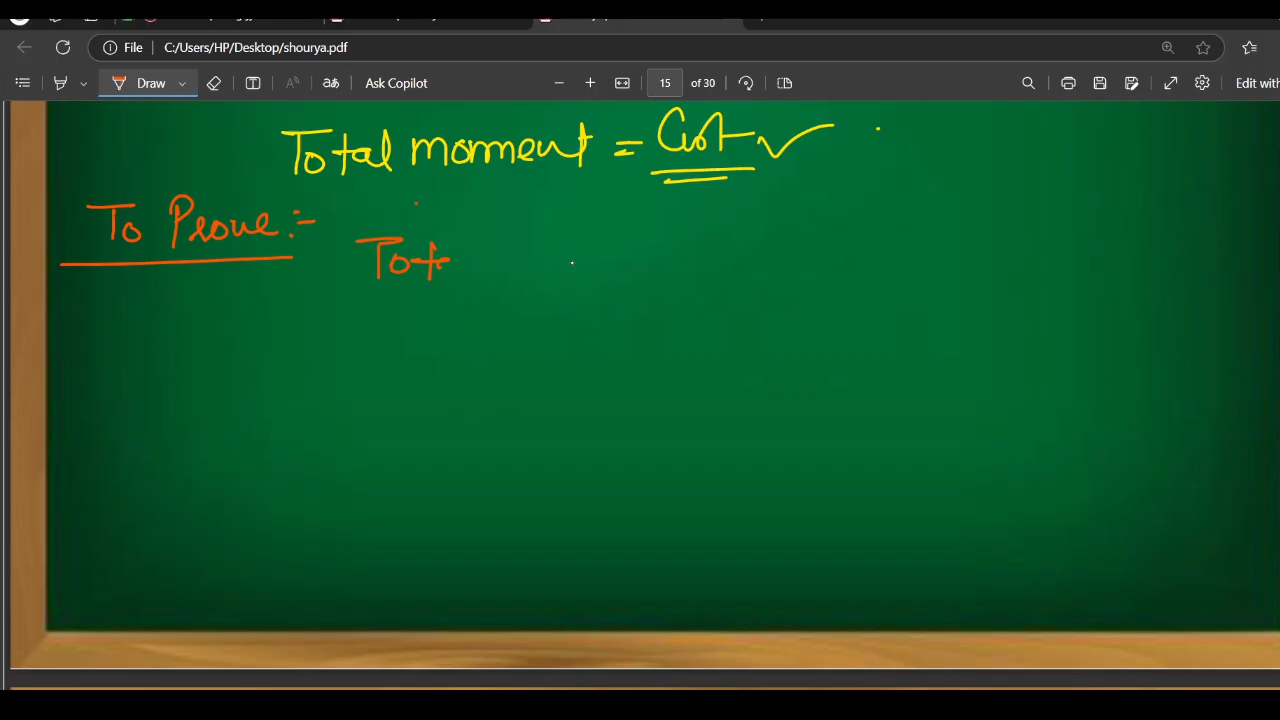 File C:/Users/HP/Desktop/shourya.pdf
Draw Ask Copilot 15 of 30 Edit with
Total moment = Cost
To Prove :-
Tot